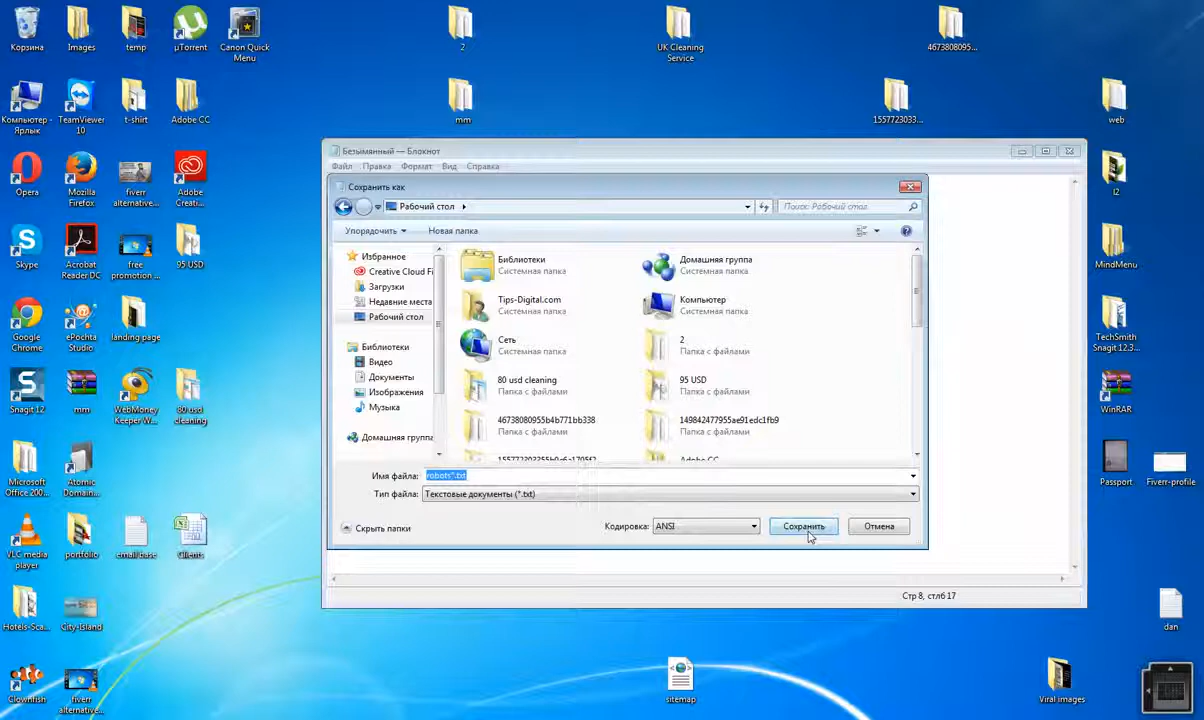 Корзина
Images
temp
µTorrent
Canon Quick
Menu
2
UK Cleaning
Service
4673808095...
Компьютер -
Ярлык
TeamViewer
10
t-shirt
Adobe CC
mm
1557723033...
web
Безымянный — Блокнот
Файл Правка Формат Вид Справка
Opera
Mozilla
Firefox
fiverr
alternative...
Adobe
Creati...
i2
Сохранить как
Рабочий стол
Поиск: Рабочий стол
Упорядочить
Новая папка
Skype
Acrobat
Reader DC
free
promotion ...
95 USD
MindMenu
Избранное
Creative Cloud Fi
Загрузки
Недавние места
Рабочий стол
Библиотеки
Видео
Документы
Изображения
Музыка
Домашняя группа
Библиотеки
Системная папка
Домашняя группа
Системная папка
Tips-Digital.com
Системная папка
Компьютер
Системная папка
Сеть
Системная папка
2
Папка с файлами
80 usd cleaning
Папка с файлами
95 USD
Папка с файлами
46738080955b4b771bb338
Папка с файлами
149842477955ae91edc1fb9
Папка с файлами
Adobe CC
Google
Chrome
ePochta
Studio
landing page
TechSmith
Snagit 12.3...
Snagit 12
mm
WebMoney
Keeper W...
80 usd
cleaning
WinRAR
Имя файла:
robots*.txt
Тип файла:
Текстовые документы (*.txt)
Скрыть папки
Кодировка:
ANSI
Сохранить
Отмена
Microsoft
Office 200...
Atomic
Domain...
Passport
Fiverr-profile
VLC media
player
portfolio
email base
Clients
Стр 8, стлб 17
Hotels-Sca...
City-Island
dan
Clownfish
fiverr
alternative...
sitemap
Viral images